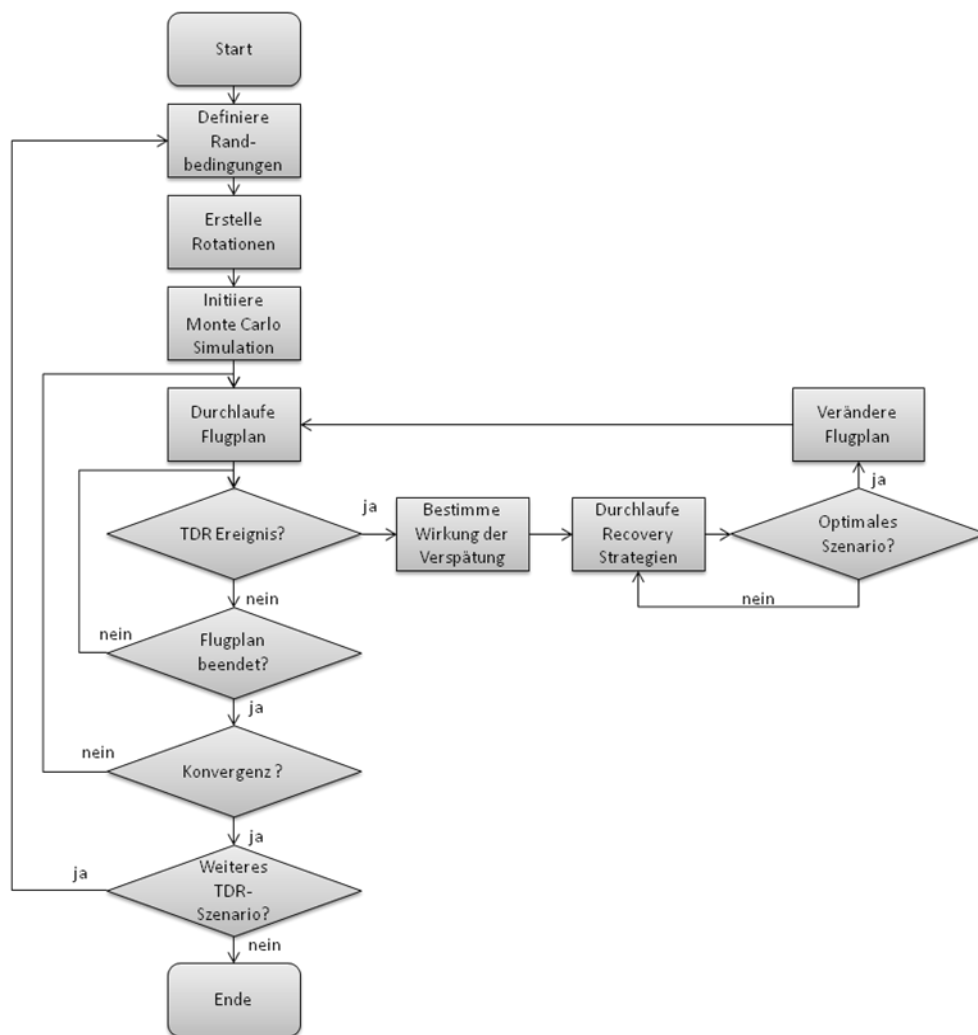 Start
Definiere
Rand-
bedingungen
Erstelle
Rotationen
Initiiere
Monte Carlo
Simulation
Durchlaufe
Flugplan
Verändere
Flugplan
ja
TDR Ereignis?
ja
Bestimme
Wirkung der
Verspätung
Durchlaufe
Recovery
Strategien
Optimales
Szenario?
nein
nein
nein
Flugplan
beendet?
ja
nein
Konvergenz ?
ja
ja
Weiteres
TDR-
Szenario?
nein
Ende